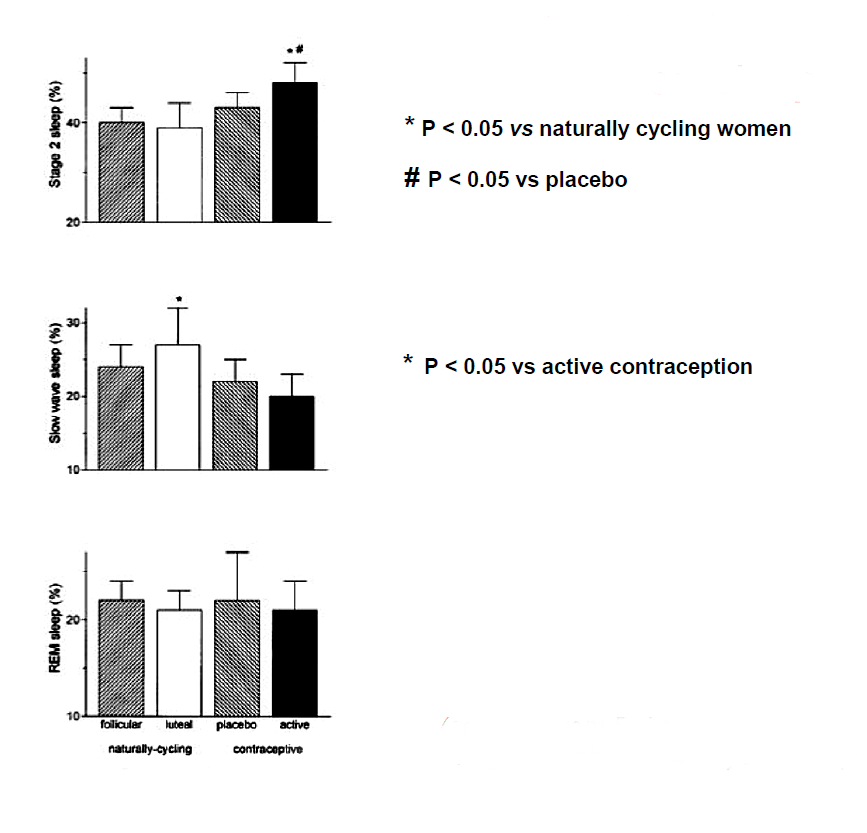 * #
Stage 2 sleep (%)
40
20
* P < 0.05 vs naturally cycling women
# P < 0.05 vs placebo
*
Slow wave sleep (%)
30
20
10
* P < 0.05 vs active contraception
REM sleep (%)
20
10
follicular luteal placebo active
naturally-cycling contraceptive